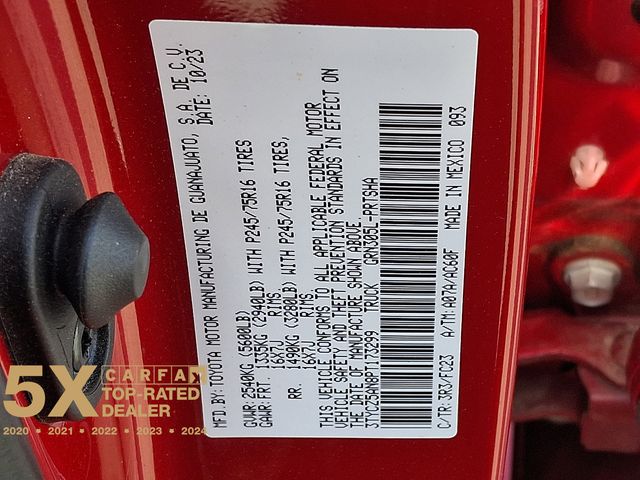 MFD. BY: TOYOTA MOTOR MANUFACTURING DE GUANAJUATO, S.A. DE C.V.
DATE: 10/23
GVWR: 2540KG (5600LB)
GAWR: FRT. 1335KG (2940LB) WITH P245/75R16 TIRES
16X7J RIMS
RR. 1490KG (3280LB) WITH P245/75R16 TIRES,
16X7J RIMS
THIS VEHICLE CONFORMS TO ALL APPLICABLE FEDERAL MOTOR
VEHICLE SAFETY AND THEFT PREVENTION STANDARDS IN EFFECT ON
THE DATE OF MANUFACTURE SHOWN ABOVE.
3TYCZ5AN8PT173299 TRUCK GRN305L-PRTSHA
C/TR:3R3/FC23 A/TM:A07A/AC60F MADE IN MEXICO 093
5X
CARFAX
TOP-RATED
DEALER
2020 • 2021 • 2022 • 2023 • 2024